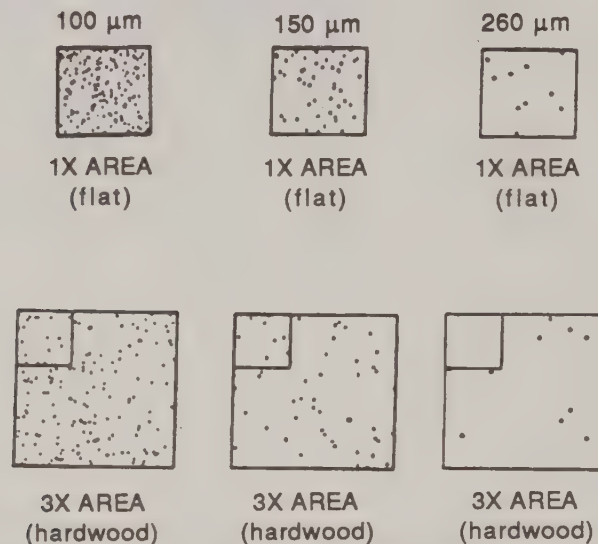 100 μm
150 μm
260 μm
1X AREA
(flat)
1X AREA
(flat)
1X AREA
(flat)
3X AREA
(hardwood)
3X AREA
(hardwood)
3X AREA
(hardwood)